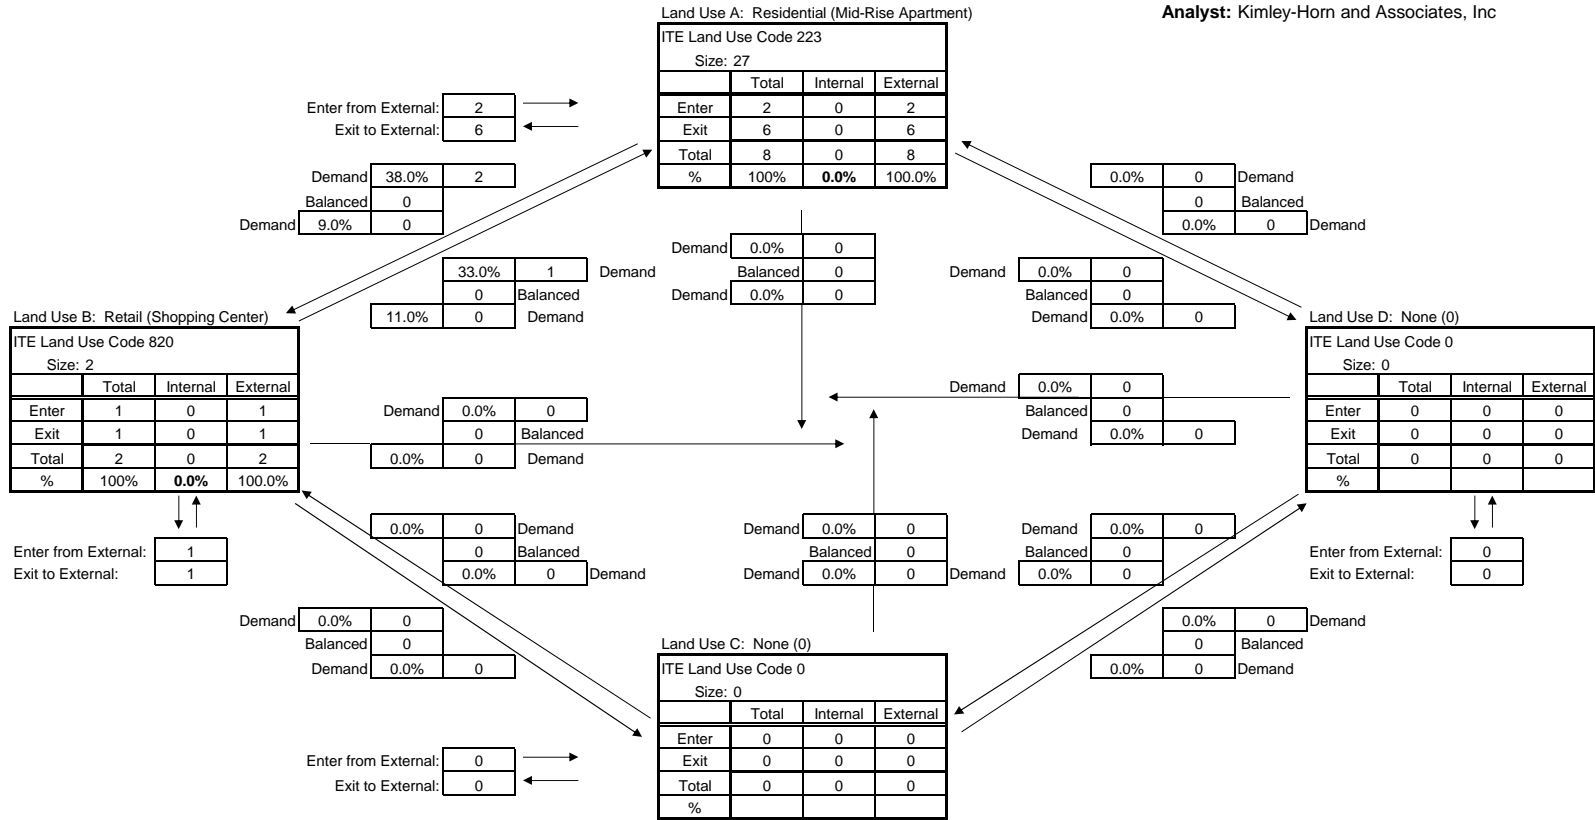 Land Use A: Residential (Mid-Rise Apartment)
Analyst: Kimley-Horn and Associates, Inc
ITE Land Use Code 223
Size: 27
Total Internal External
Enter 2 0 2
Exit 6 0 6
Total 8 0 8
% 100% 0.0% 100.0%
Enter from External: 2
Exit to External: 6
Demand 38.0% 2
Balanced 0
Demand 9.0% 0
0.0% 0 Demand
0 Balanced
0.0% 0 Demand
33.0% 1 Demand
0 Balanced
11.0% 0 Demand
Demand 0.0% 0
Balanced 0
Demand 0.0% 0
Demand 0.0% 0
Balanced 0
Demand 0.0% 0
Land Use B: Retail (Shopping Center)
ITE Land Use Code 820
Size: 2
Total Internal External
Enter 1 0 1
Exit 1 0 1
Total 2 0 2
% 100% 0.0% 100.0%
Demand 0.0% 0
0 Balanced
0.0% 0 Demand
Demand 0.0% 0
Balanced 0
Demand 0.0% 0
Land Use D: None (0)
ITE Land Use Code 0
Size: 0
Total Internal External
Enter 0 0 0
Exit 0 0 0
Total 0 0 0
%
Enter from External: 1
Exit to External: 1
0.0% 0 Demand
0 Balanced
0.0% 0 Demand
Demand 0.0% 0
Balanced 0
Demand 0.0% 0
Demand 0.0% 0
Balanced 0
Demand 0.0% 0
Enter from External: 0
Exit to External: 0
Demand 0.0% 0
Balanced 0
Demand 0.0% 0
0.0% 0 Demand
0 Balanced
0.0% 0 Demand
Land Use C: None (0)
ITE Land Use Code 0
Size: 0
Total Internal External
Enter 0 0 0
Exit 0 0 0
Total 0 0 0
%
Enter from External: 0
Exit to External: 0